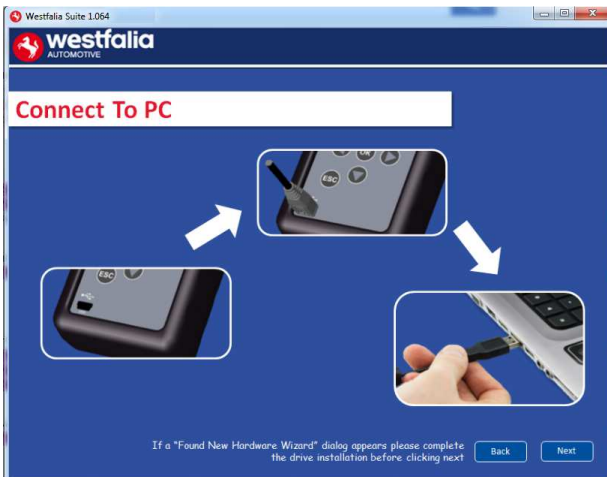 Westfalia Suite 1.064
westfalia
AUTOMOTIVE
Connect To PC
OK
ESC
ESC
If a "Found New Hardware Wizard" dialog appears please complete
the drive installation before clicking next
Back
Next